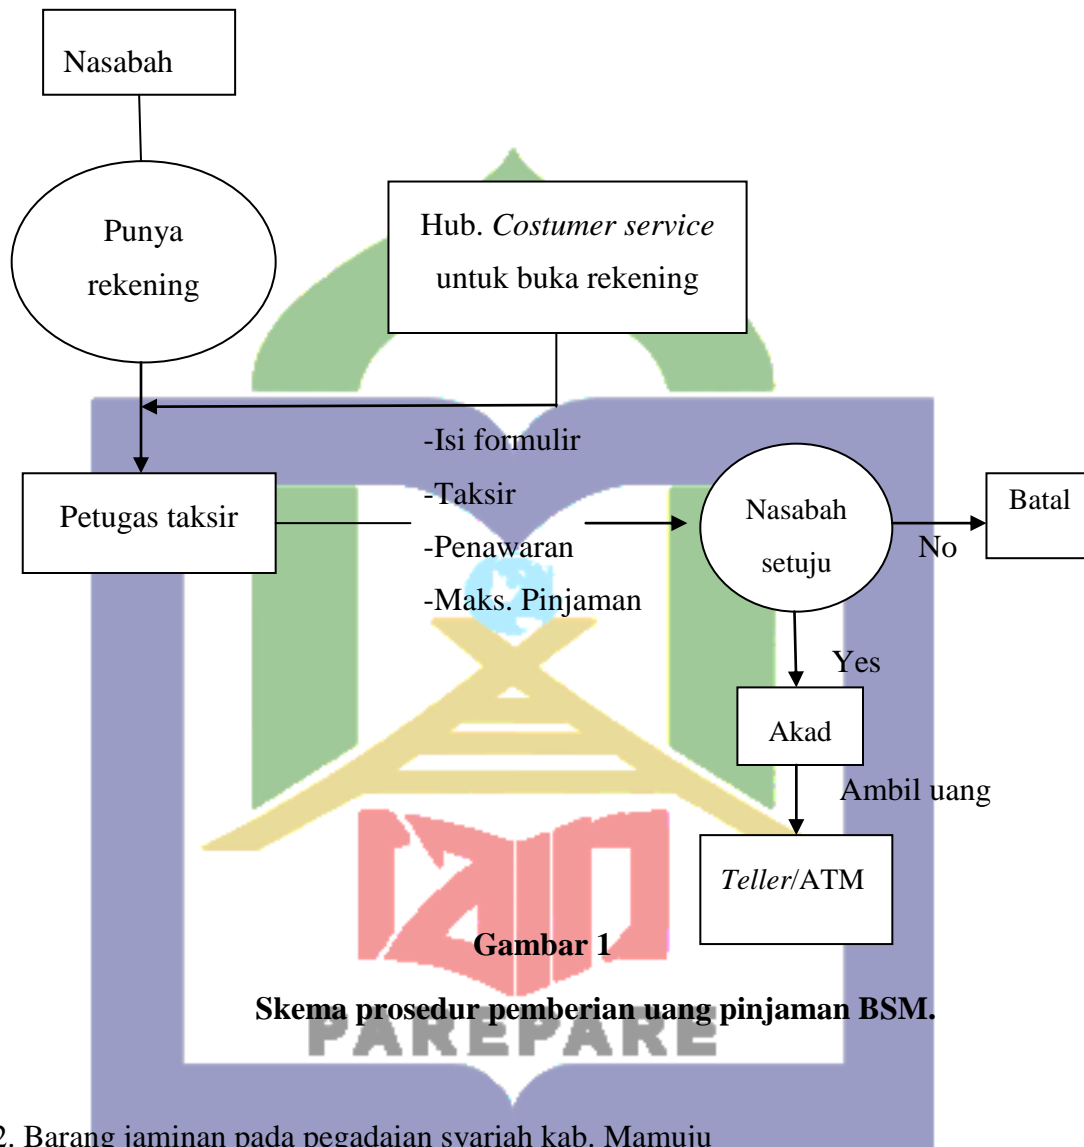 Nasabah
Punya
rekening
Hub. Costumer service
untuk buka rekening
-Isi formulir
-Taksir
-Penawaran
-Maks. Pinjaman
Petugas taksir
Nasabah
setuju
No
Batal
Yes
Akad
Ambil uang
Teller/ATM
Gambar 1
Skema prosedur pemberian uang pinjaman BSM.
IAIN
PAREPARE
2. Barang jaminan pada pegadaian syariah kab. Mamuju